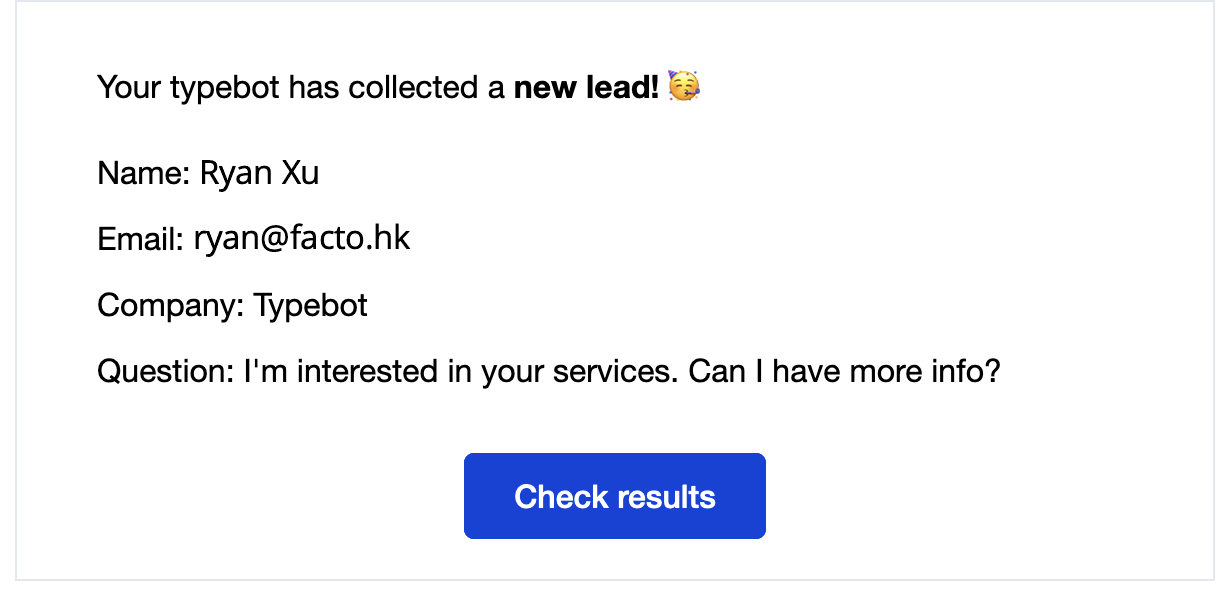 Your typebot has collected a new lead! 🥳
Name: Ryan Xu
Email: ryan@facto.hk
Company: Typebot
Question: I'm interested in your services. Can I have more info?
Check results